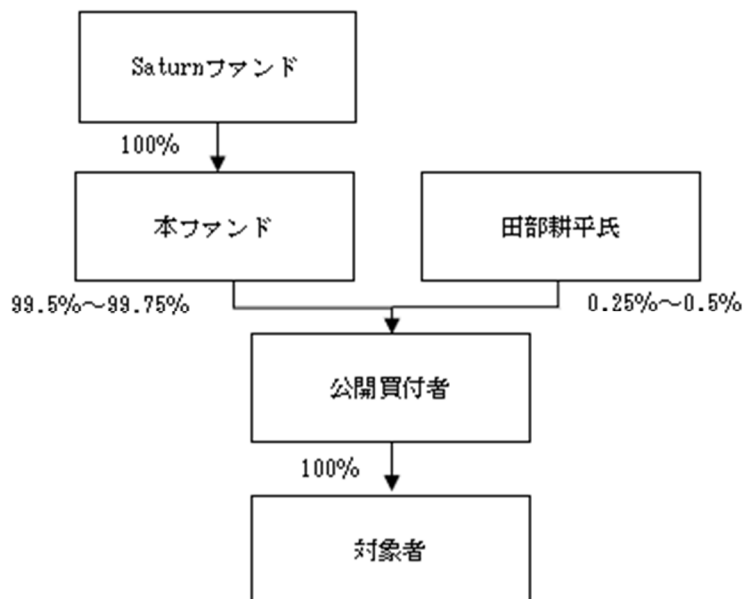 Saturnファンド
100%
本ファンド
田部耕平氏
99.5%～99.75%
0.25%～0.5%
公開買付者
100%
対象者